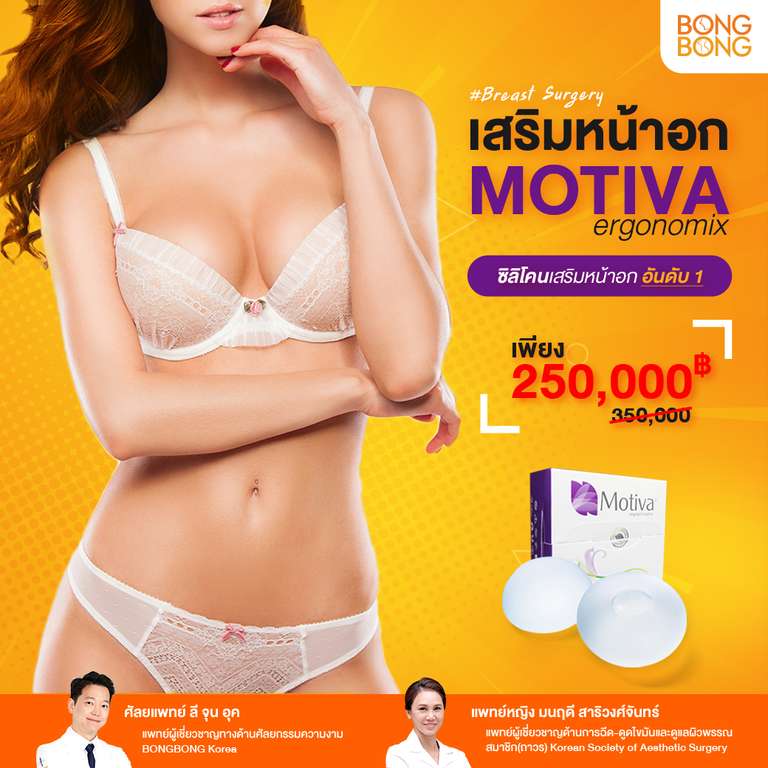 BONG
BONG
#Breast Surgery
เสริมหน้าอก
MOTIVA
ergonomix
ซิลิโคนเสริมหน้าอก อันดับ 1
เพียง
250,000฿
350,000
Motiva
ศัลยแพทย์ ลี จุน อุค
แพทย์ผู้เชี่ยวชาญทางด้านศัลยกรรมความงาม
BONGBONG Korea
แพทย์หญิง มนฤดี สาริวงศ์จันทร์
แพทย์ผู้เชี่ยวชาญด้านการฉีด-ดูดไขมันและดูแลผิวพรรณ
สมาชิก(ถาวร) Korean Society of Aesthetic Surgery